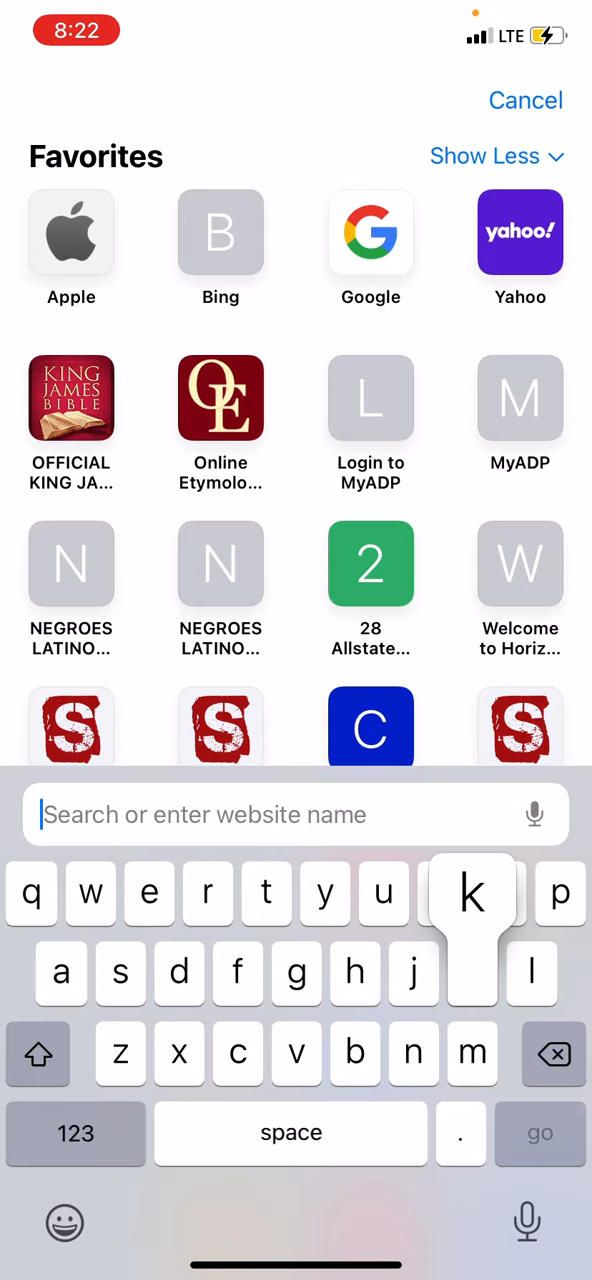 8:22
LTE
Cancel
Favorites
Show Less
B
yahoo!
Apple
Bing
Google
Yahoo
KING
JAMES
BIBLE
OE
L
M
OFFICIAL
KING JA...
Online
Etymolo...
Login to
MyADP
MyADP
N
N
2
W
NEGROES
LATINO...
NEGROES
LATINO...
28
Allstate...
Welcome
to Horiz...
S
S
C
S
Search or enter website name
q w e r t y u k p
a s d f g h j l
z x c v b n m
123 space . go